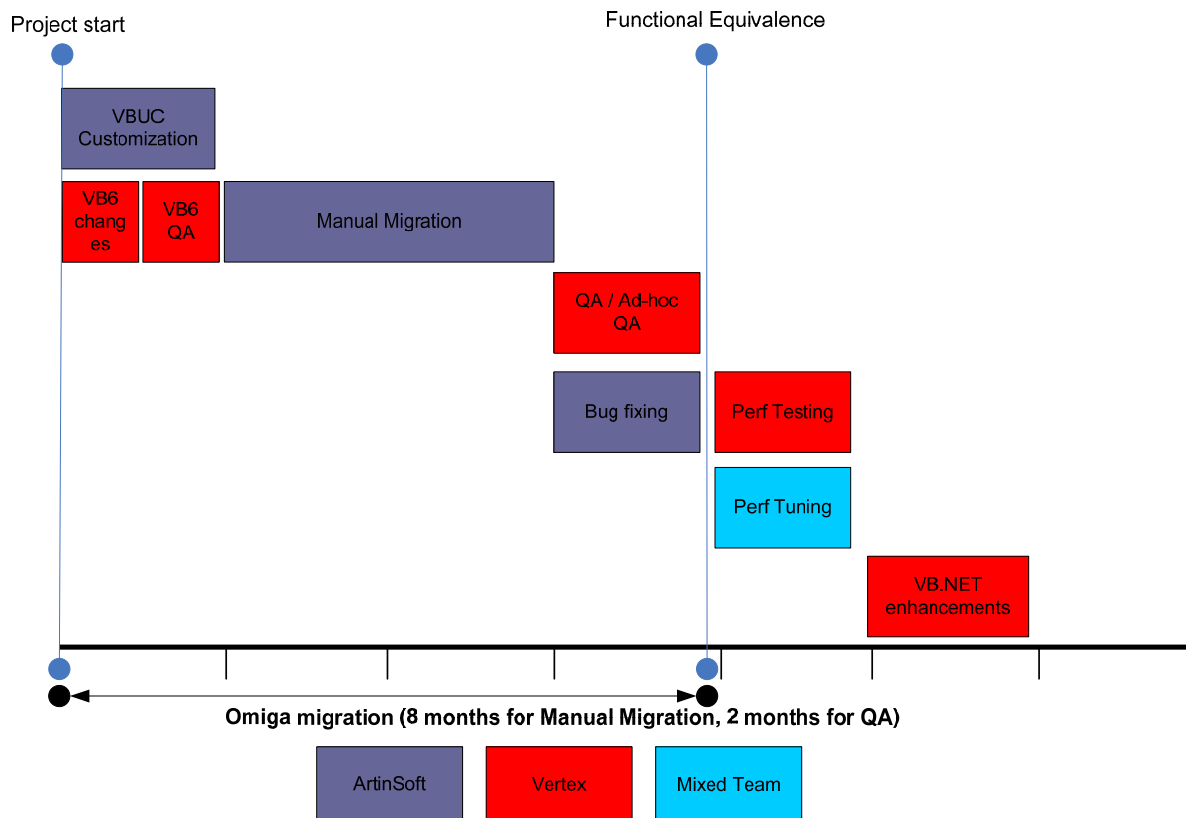 Project start
Functional Equivalence
VBUC
Customization
VB6
chang
es
VB6
QA
Manual Migration
QA / Ad-hoc
QA
Bug fixing
Perf Testing
Perf Tuning
VB.NET
enhancements
Omiga migration (8 months for Manual Migration, 2 months for QA)
ArtinSoft
Vertex
Mixed Team